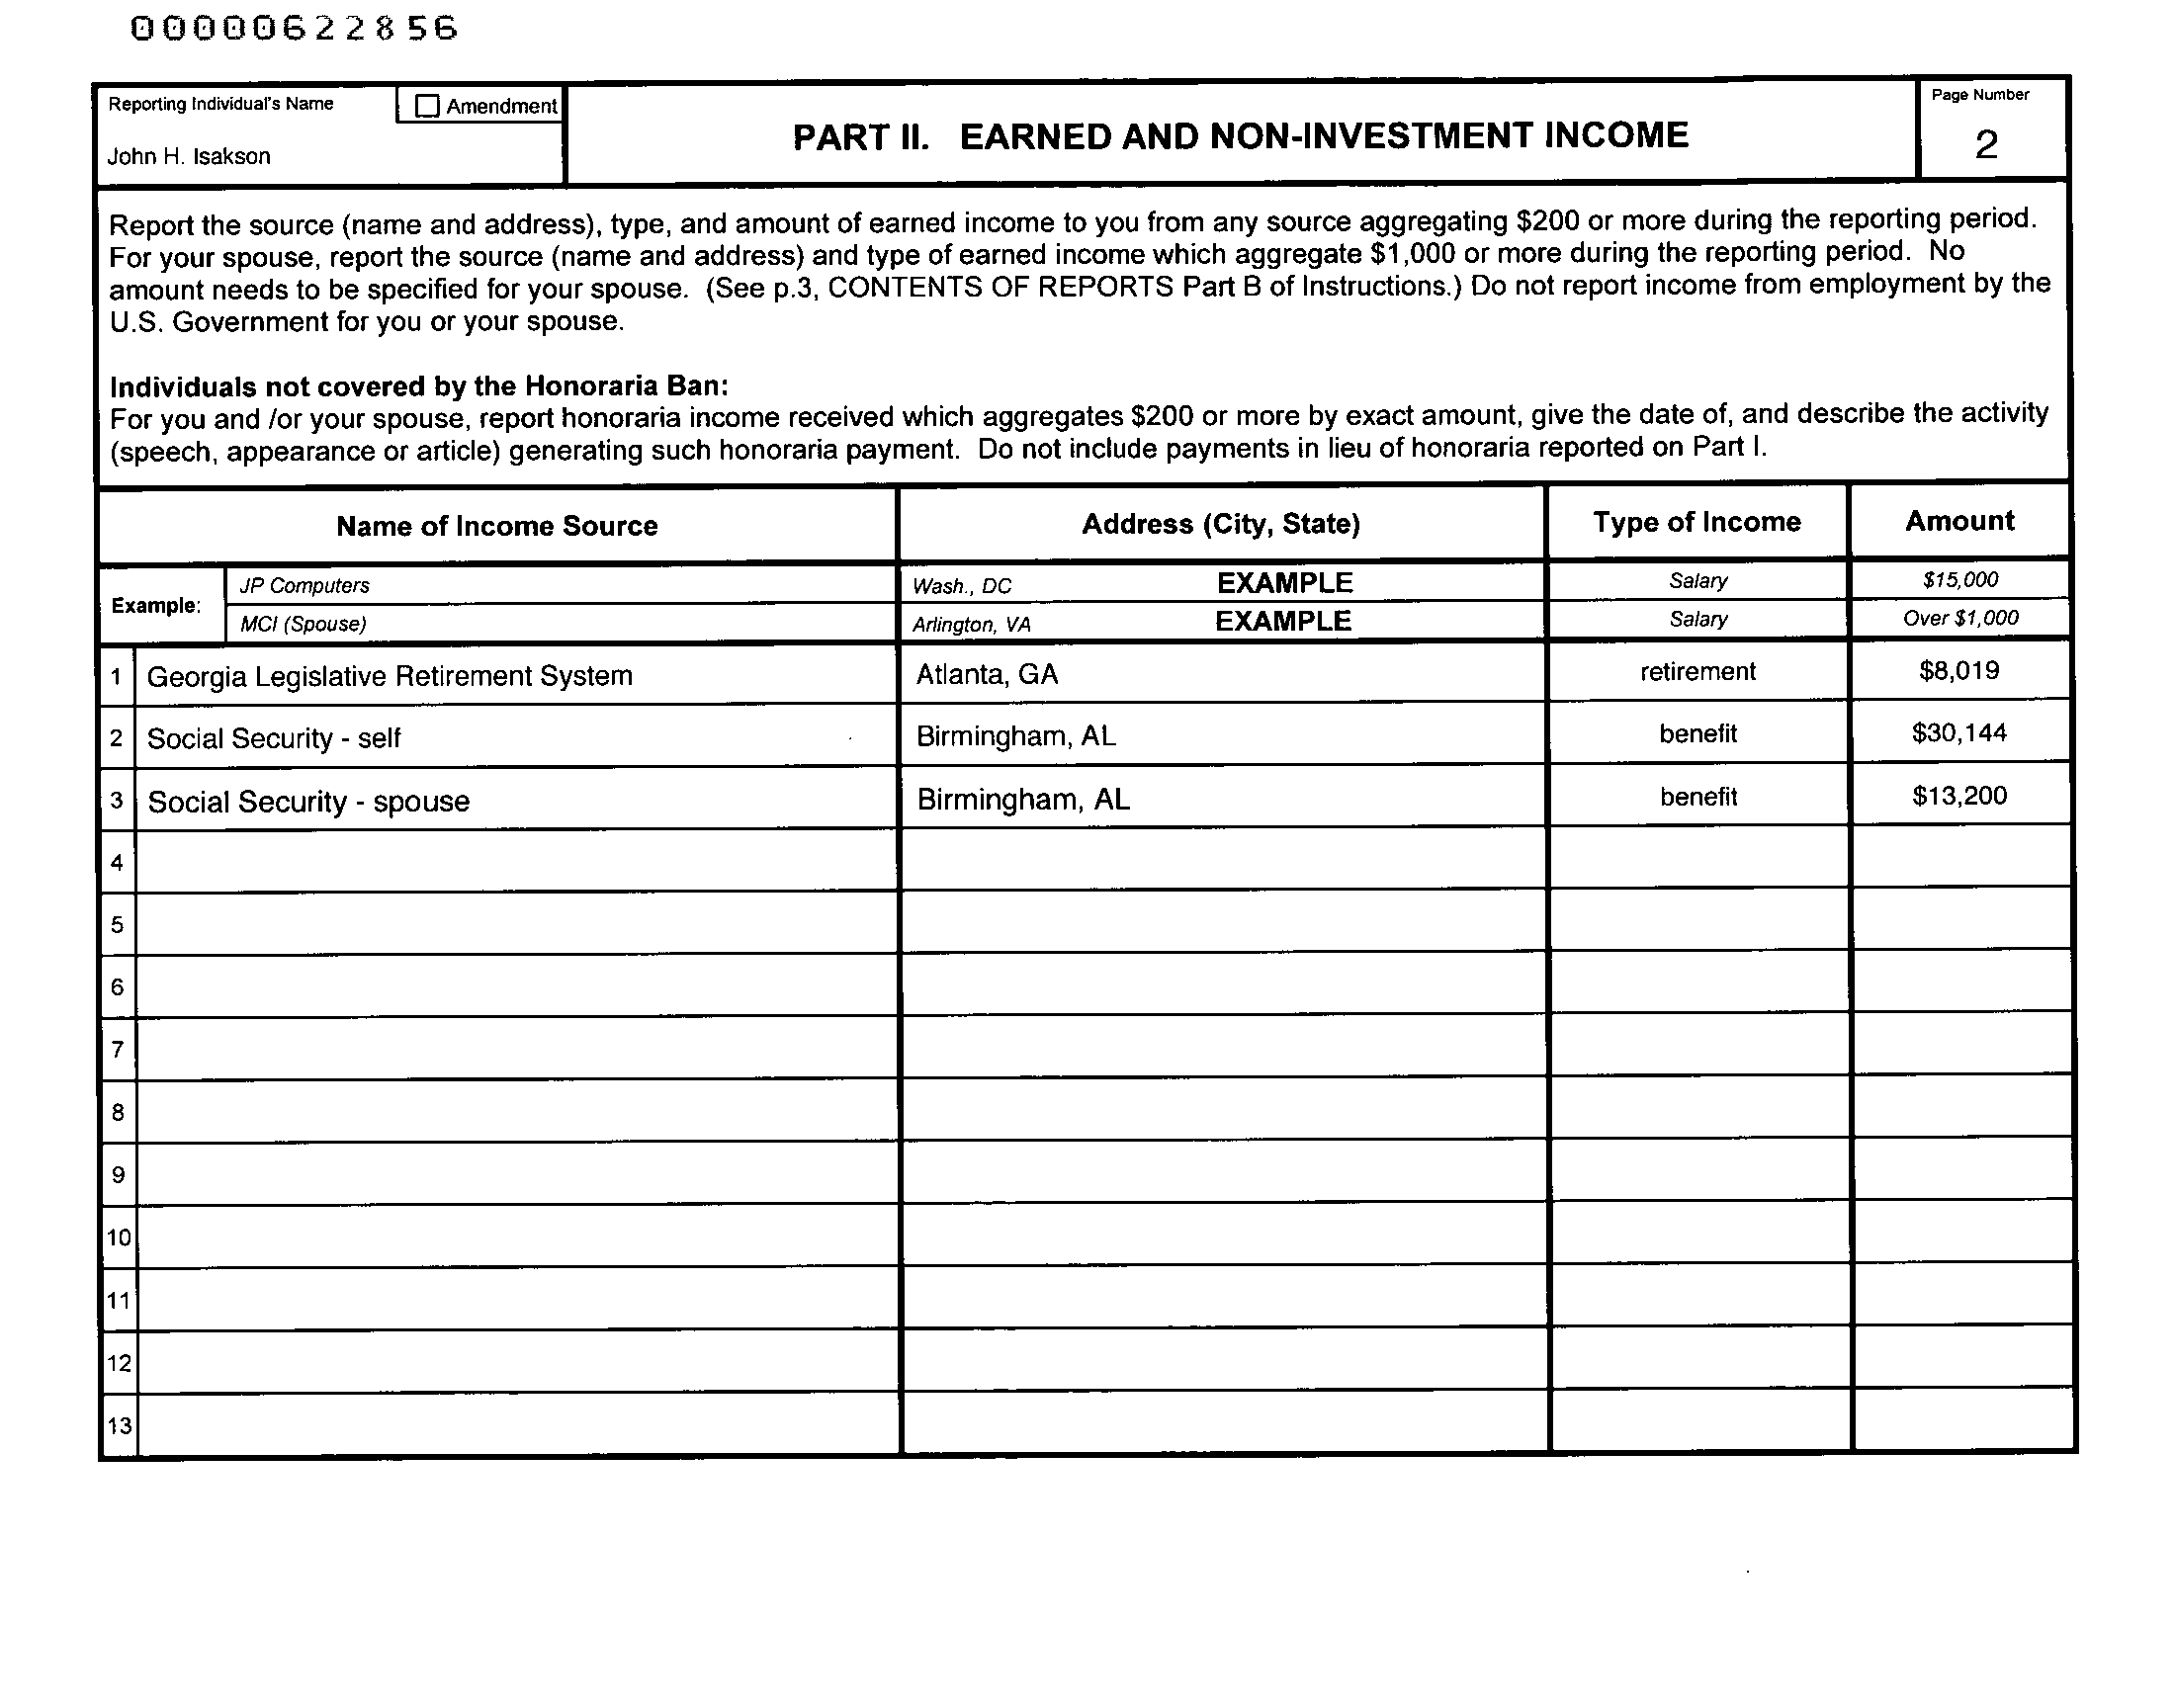 00000622856
Reporting Individual's Name
Amendment
John H. Isakson
PART II. EARNED AND NON-INVESTMENT INCOME
Page Number
2
Report the source (name and address), type, and amount of earned income to you from any source aggregating $200 or more during the reporting period.
For your spouse, report the source (name and address) and type of earned income which aggregate $1,000 or more during the reporting period. No
amount needs to be specified for your spouse. (See p.3, CONTENTS OF REPORTS Part B of Instructions.) Do not report income from employment by the
U.S. Government for you or your spouse.
Individuals not covered by the Honoraria Ban:
For you and /or your spouse, report honoraria income received which aggregates $200 or more by exact amount, give the date of, and describe the activity
(speech, appearance or article) generating such honoraria payment. Do not include payments in lieu of honoraria reported on Part I.
Name of Income Source Address (City, State) Type of Income Amount
Example:
JP Computers Wash., DC EXAMPLE Salary $15,000
MCI (Spouse) Arlington, VA EXAMPLE Salary Over $1,000
1 Georgia Legislative Retirement System Atlanta, GA retirement $8,019
2 Social Security - self Birmingham, AL benefit $30,144
3 Social Security - spouse Birmingham, AL benefit $13,200
4
5
6
7
8
9
10
11
12
13